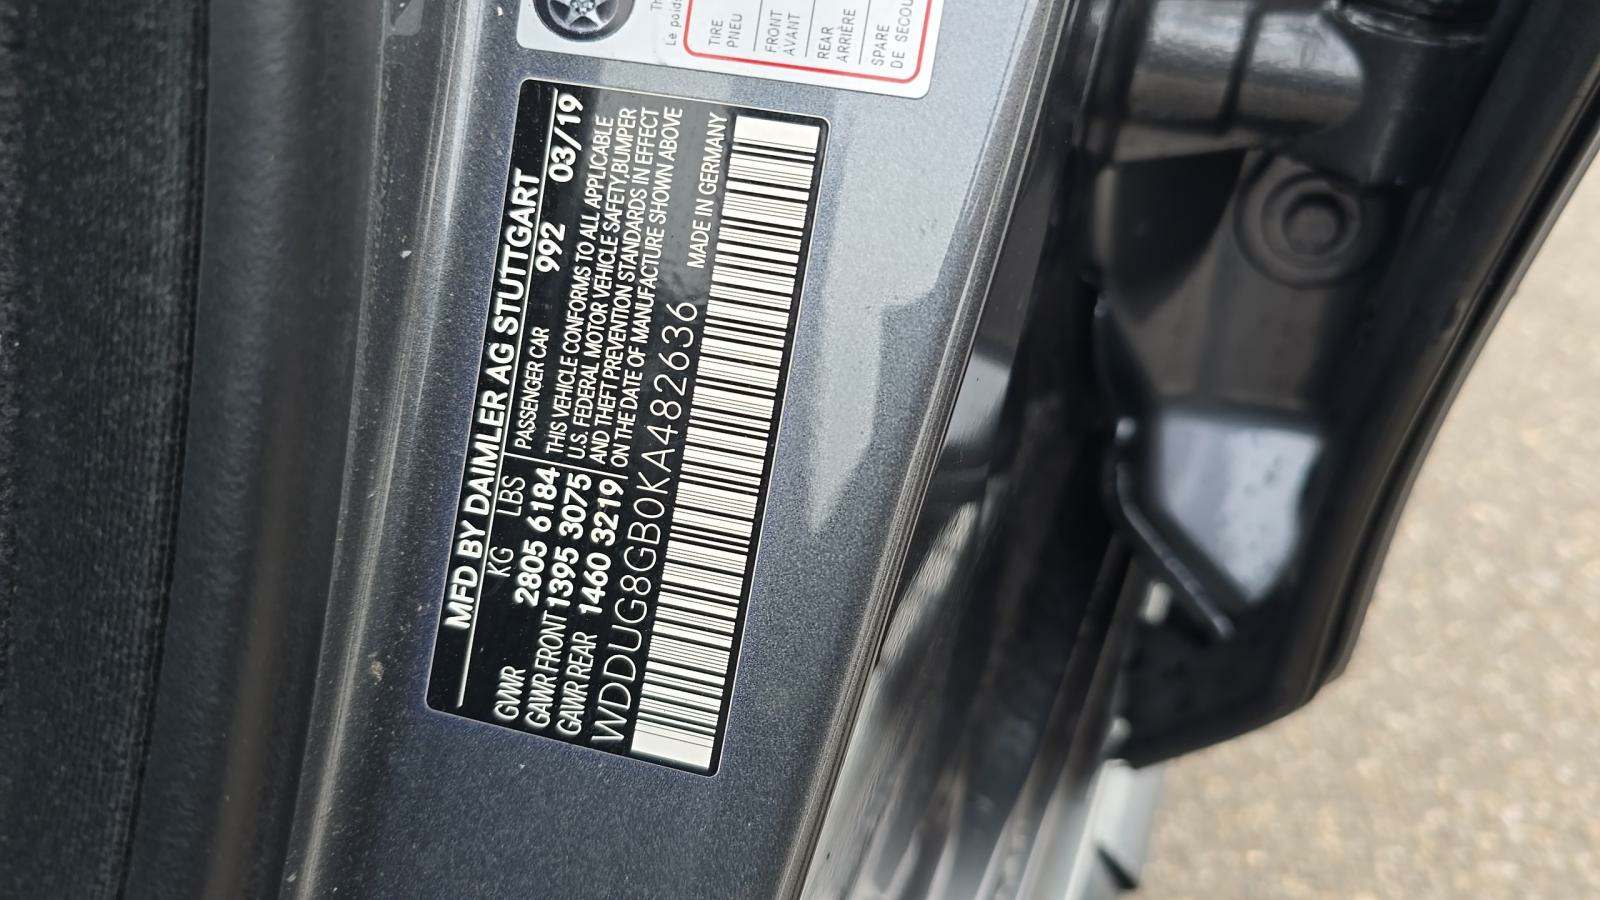 MFD BY DAIMLER AG STUTTGART
KG LBS PASSENGER CAR 992 03/19
GVWR 2805 6184 THIS VEHICLE CONFORMS TO ALL APPLICABLE
GAWR FRONT 1395 3075 U.S. FEDERAL MOTOR VEHICLE SAFETY,BUMPER
GAWR REAR 1460 3219 AND THEFT PREVENTION STANDARDS IN EFFECT
ON THE DATE OF MANUFACTURE SHOWN ABOVE
WDDUG8GB0KA482636 MADE IN GERMANY
Le poids
TIRE
PNEU
FRONT
AVANT
REAR
ARRIÈRE
SPARE
DE SECOU